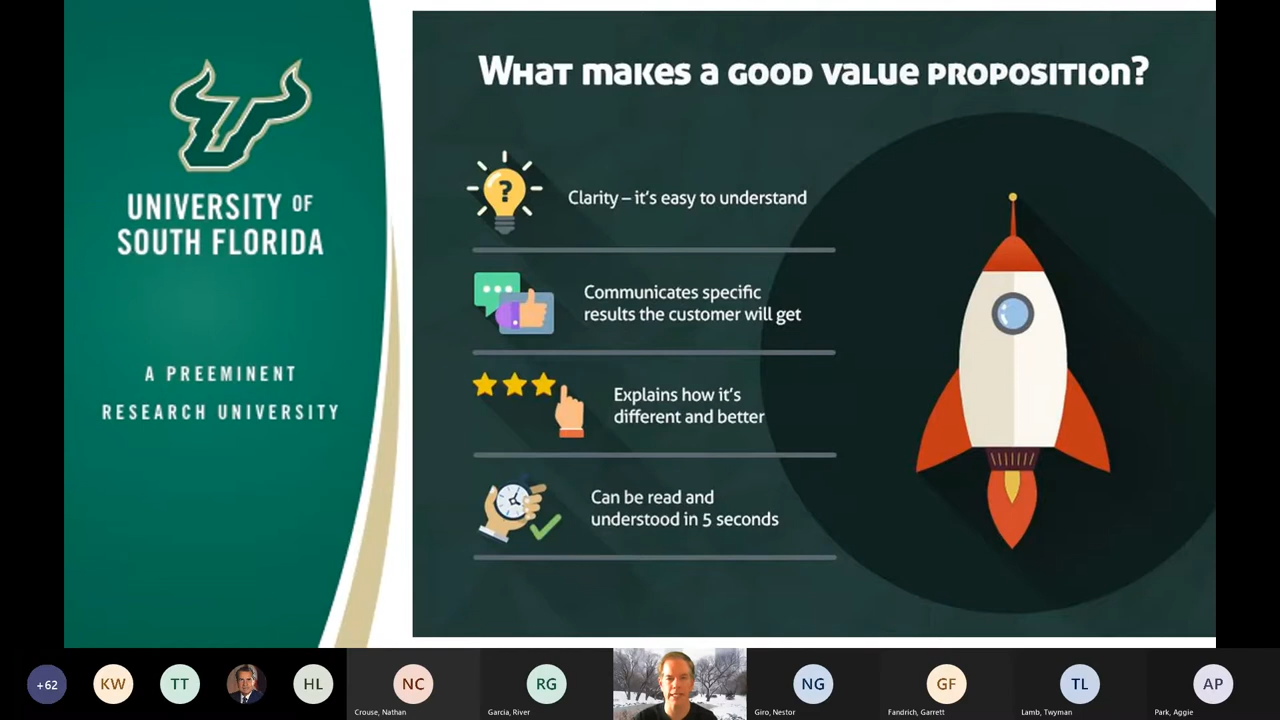 UNIVERSITY OF
SOUTH FLORIDA
A PREEMINENT
RESEARCH UNIVERSITY
What makes a good value proposition?
?
Clarity – it's easy to understand
Communicates specific
results the customer will get
Explains how it's
different and better
Can be read and
understood in 5 seconds
+62
KW
TT
HL
NC
Crouse, Nathan
RG
Garcia, River
NG
Giro, Nestor
GF
Fandrich, Garrett
TL
Lamb, Twyman
AP
Park, Aggie